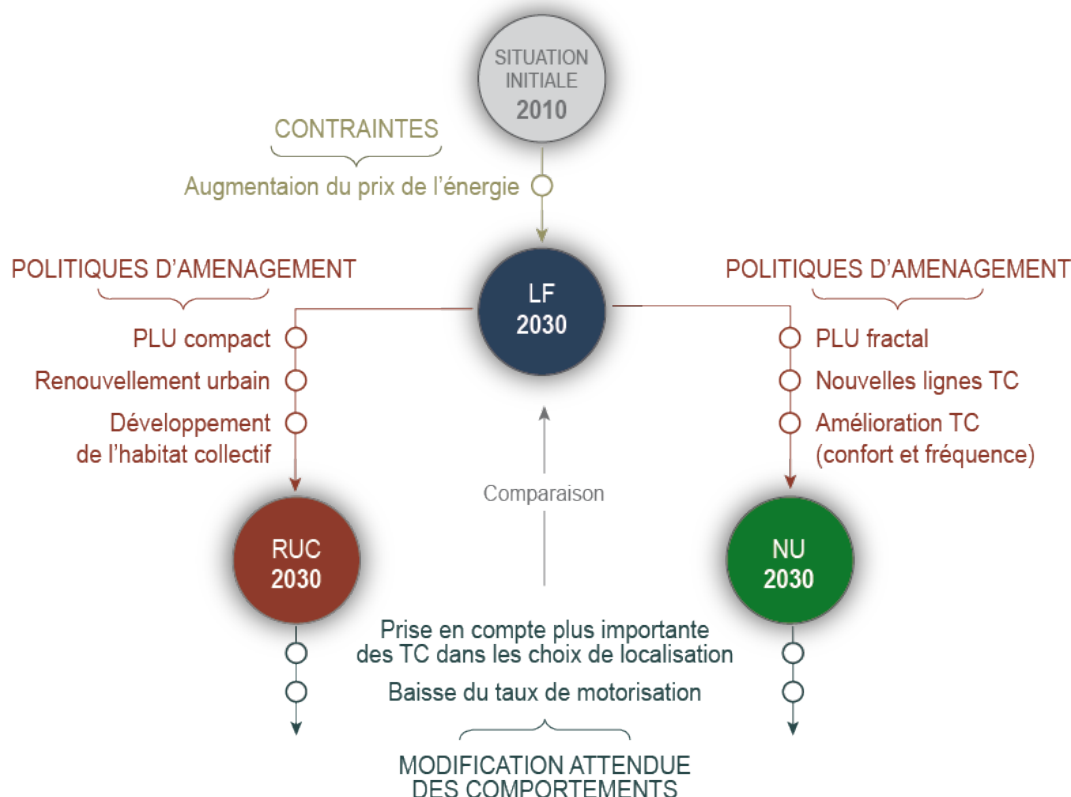 SITUATION
INITIALE
2010
CONTRAINTES
Augmentaion du prix de l’énergie
LF
2030
POLITIQUES D’AMENAGEMENT
PLU compact
Renouvellement urbain
Développement
de l’habitat collectif
POLITIQUES D’AMENAGEMENT
PLU fractal
Nouvelles lignes TC
Amélioration TC
(confort et fréquence)
Comparaison
RUC
2030
NU
2030
Prise en compte plus importante
des TC dans les choix de localisation
Baisse du taux de motorisation
MODIFICATION ATTENDUE
DES COMPORTEMENTS